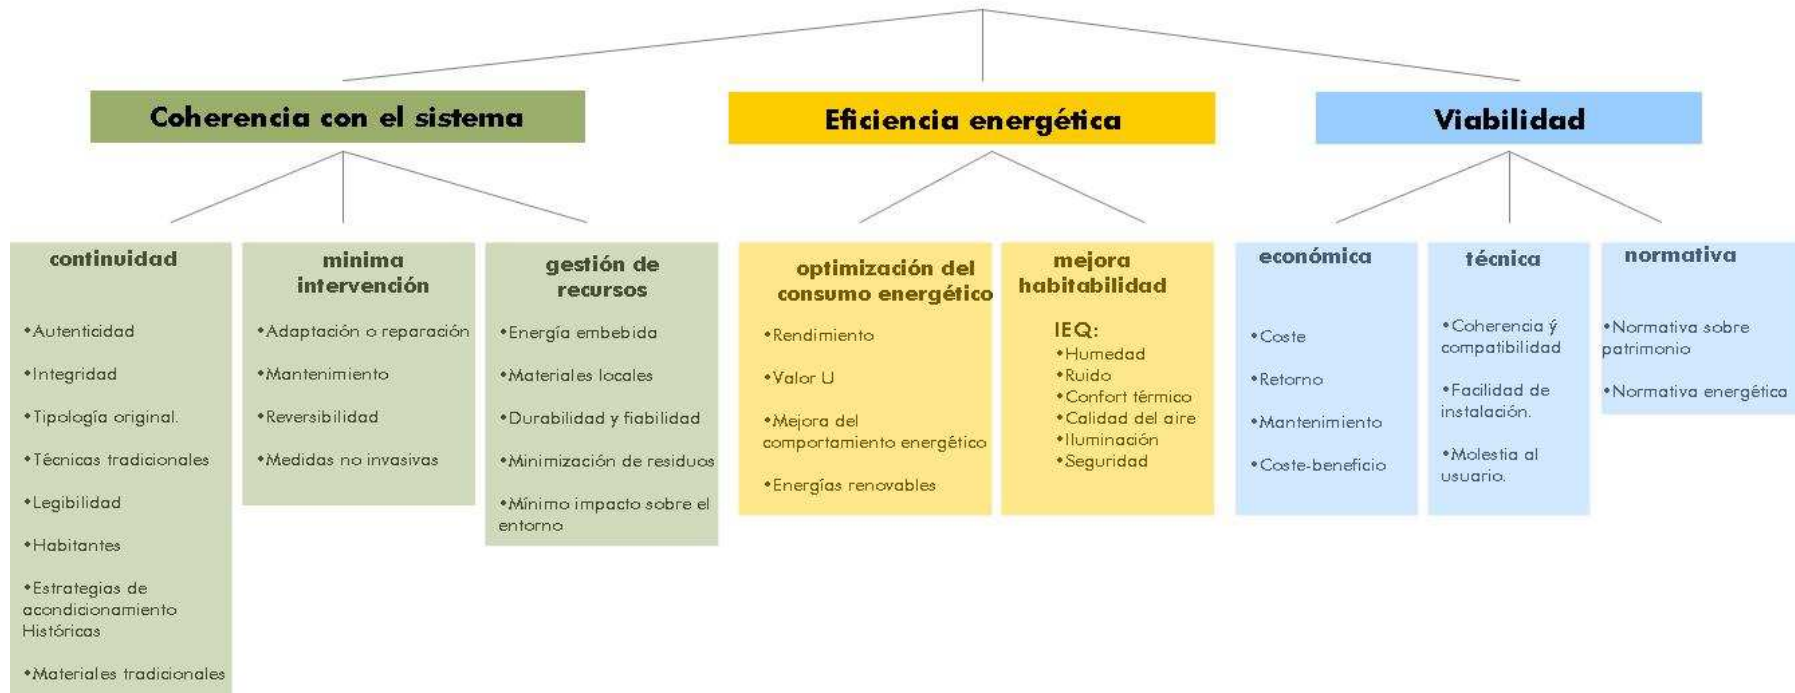 Coherencia con el sistema
Eficiencia energética
Viabilidad
continuidad
•Autenticidad
•Integridad
•Tipología original.
•Técnicas tradicionales
•Legibilidad
•Habitantes
•Estrategias de
acondicionamiento
Históricas
•Materiales tradicionales
minima
intervención
•Adaptación o reparación
•Mantenimiento
•Reversibilidad
•Medidas no invasivas
gestión de
recursos
•Energía embebida
•Materiales locales
•Durabilidad y fiabilidad
•Minimización de residuos
•Mínimo impacto sobre el
entorno
optimización del
consumo energético
•Rendimiento
•Valor U
•Mejora del
comportamiento energético
•Energías renovables
mejora
habitabilidad
IEQ:
•Humedad
•Ruido
•Confort térmico
•Calidad del aire
•Iluminación
•Seguridad
económica
•Coste
•Retorno
•Mantenimiento
•Coste-beneficio
técnica
•Coherencia ý
compatibilidad
•Facilidad de
instalación.
•Molestia al
usuario.
normativa
•Normativa sobre
patrimonio
•Normativa energética